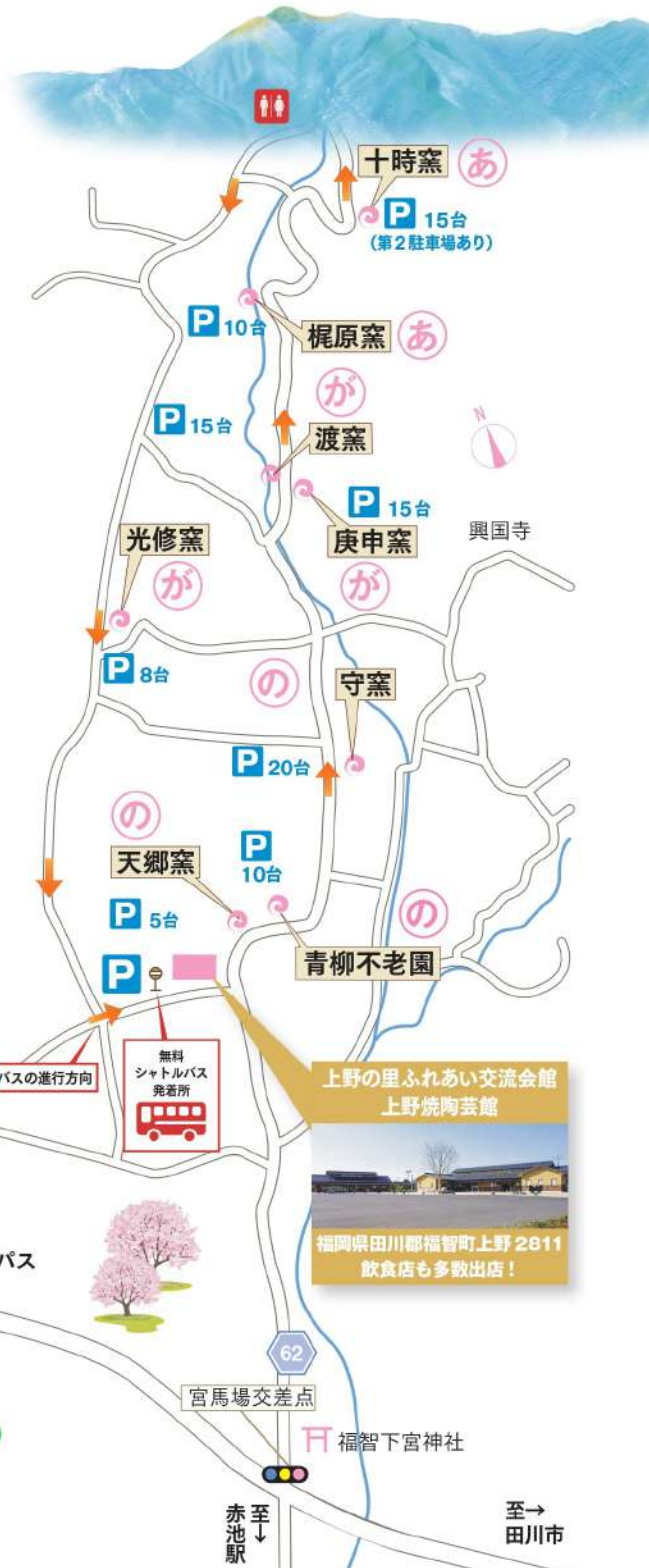 十時窯
あ
P 15台
(第2駐車場あり)
P 10台
梶原窯
あ
が
P 15台
渡窯
N
P 15台
庚申窯
興国寺
光修窯
が
が
P 8台
の
守窯
P 20台
の
P
10台
天郷窯
P 5台
の
青柳不老園
P
バスの進行方向
無料
シャトルバス
発着所
上野の里ふれあい交流会館
上野焼陶芸館
福岡県田川郡福智町上野 2811
飲食店も多数出店！
パス
62
宮馬場交差点
福智下宮神社
至↓
赤池駅
至→
田川市